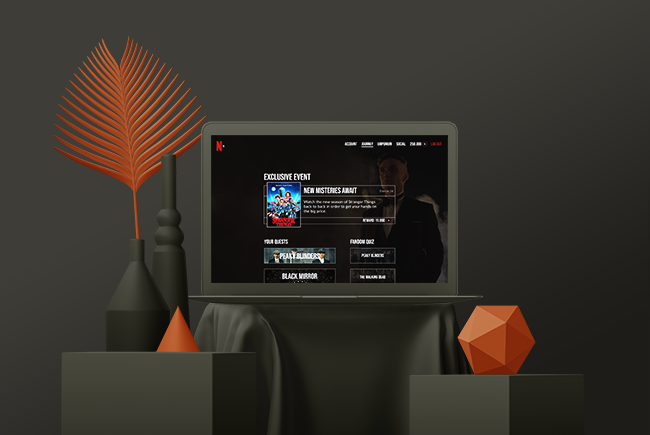 N
ACCOUNT JOURNEY EMPORIUM SOCIAL 250.000 LOG OUT
EXCLUSIVE EVENT
NEW MISTERIES AWAIT
Watch the new season of Stranger Things
back to back in order to get your hands on
the big price
REWARD 15.000
YOUR QUESTS FANDOM QUIZ
PEAKY BLINDERS PEAKY BLINDERS
BLACK MIRROR THE WALKING DEAD